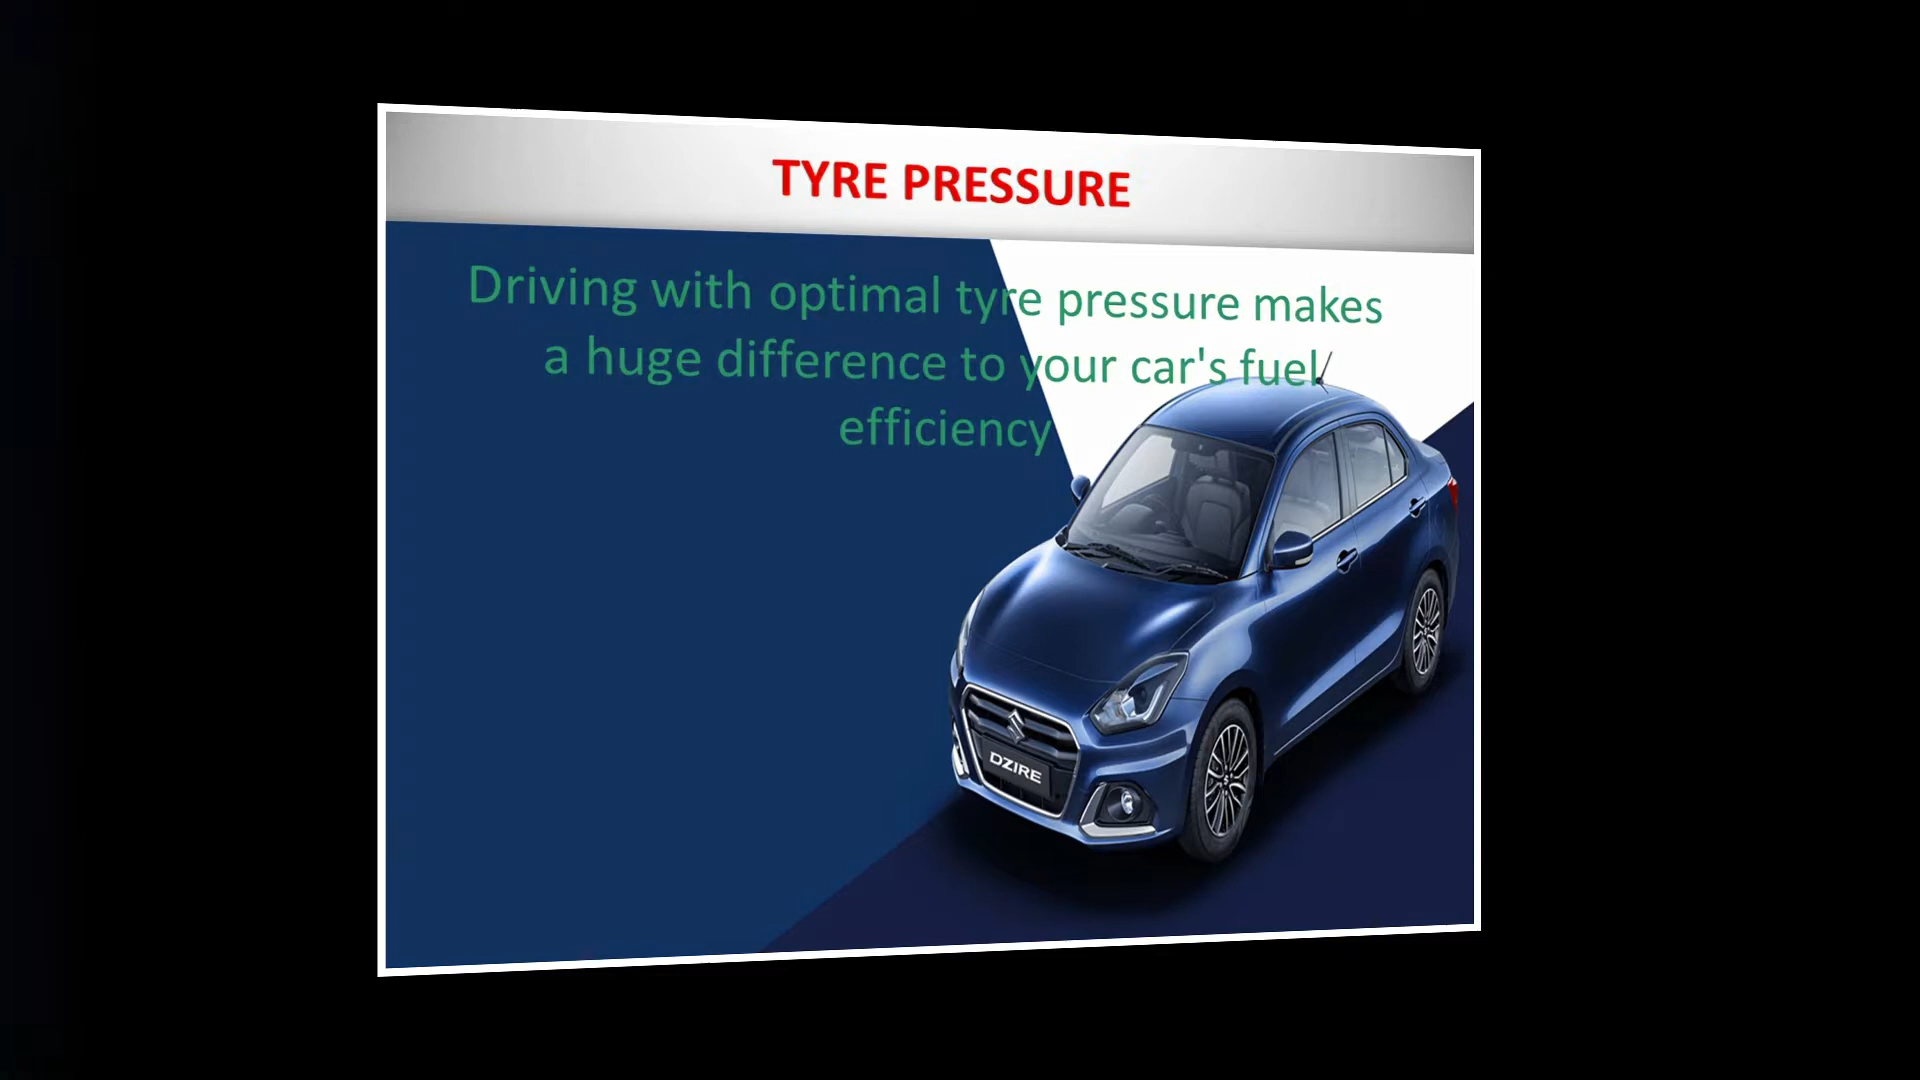 TYRE PRESSURE
Driving with optimal tyre pressure makes
a huge difference to your car's fuel
efficiency
DZIRE